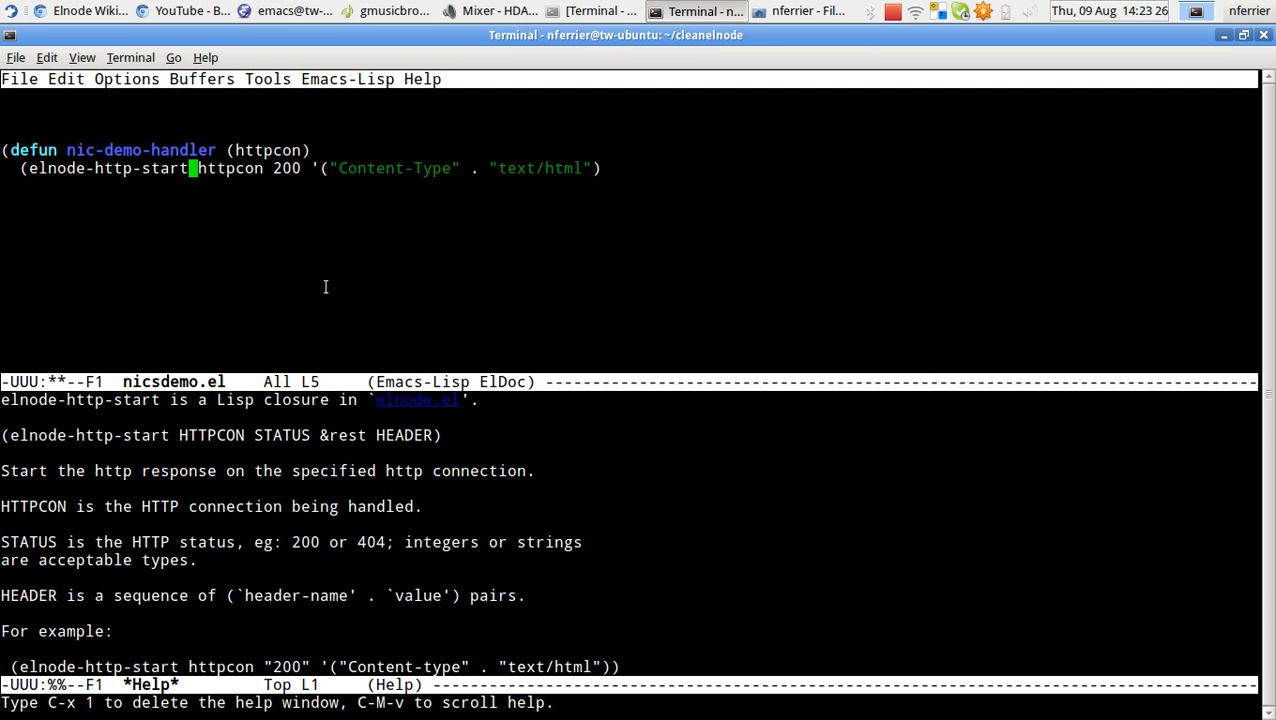 Elnode Wiki... YouTube - B... emacs@tw-... gmusicbro... Mixer - HDA... [Terminal - ... Terminal - n... nferrier - Fil... Thu, 09 Aug 14:23 26 nferrier
Terminal - nferrier@tw-ubuntu: ~/cleanelnode
File Edit View Terminal Go Help
File Edit Options Buffers Tools Emacs-Lisp Help
(defun nic-demo-handler (httpcon)
  (elnode-http-start httpcon 200 '("Content-Type" . "text/html")
-UUU:**--F1  nicsdemo.el    All L5     (Emacs-Lisp ElDoc) ------------------------------------------------------------------------------
elnode-http-start is a Lisp closure in `elnode.el'.
(elnode-http-start HTTPCON STATUS &rest HEADER)
Start the http response on the specified http connection.
HTTPCON is the HTTP connection being handled.
STATUS is the HTTP status, eg: 200 or 404; integers or strings
are acceptable types.
HEADER is a sequence of (`header-name' . `value') pairs.
For example:
 (elnode-http-start httpcon "200" '("Content-type" . "text/html"))
-UUU:%%--F1  *Help*         Top L1     (Help) ------------------------------------------------------------------------------------------
Type C-x 1 to delete the help window, C-M-v to scroll help.